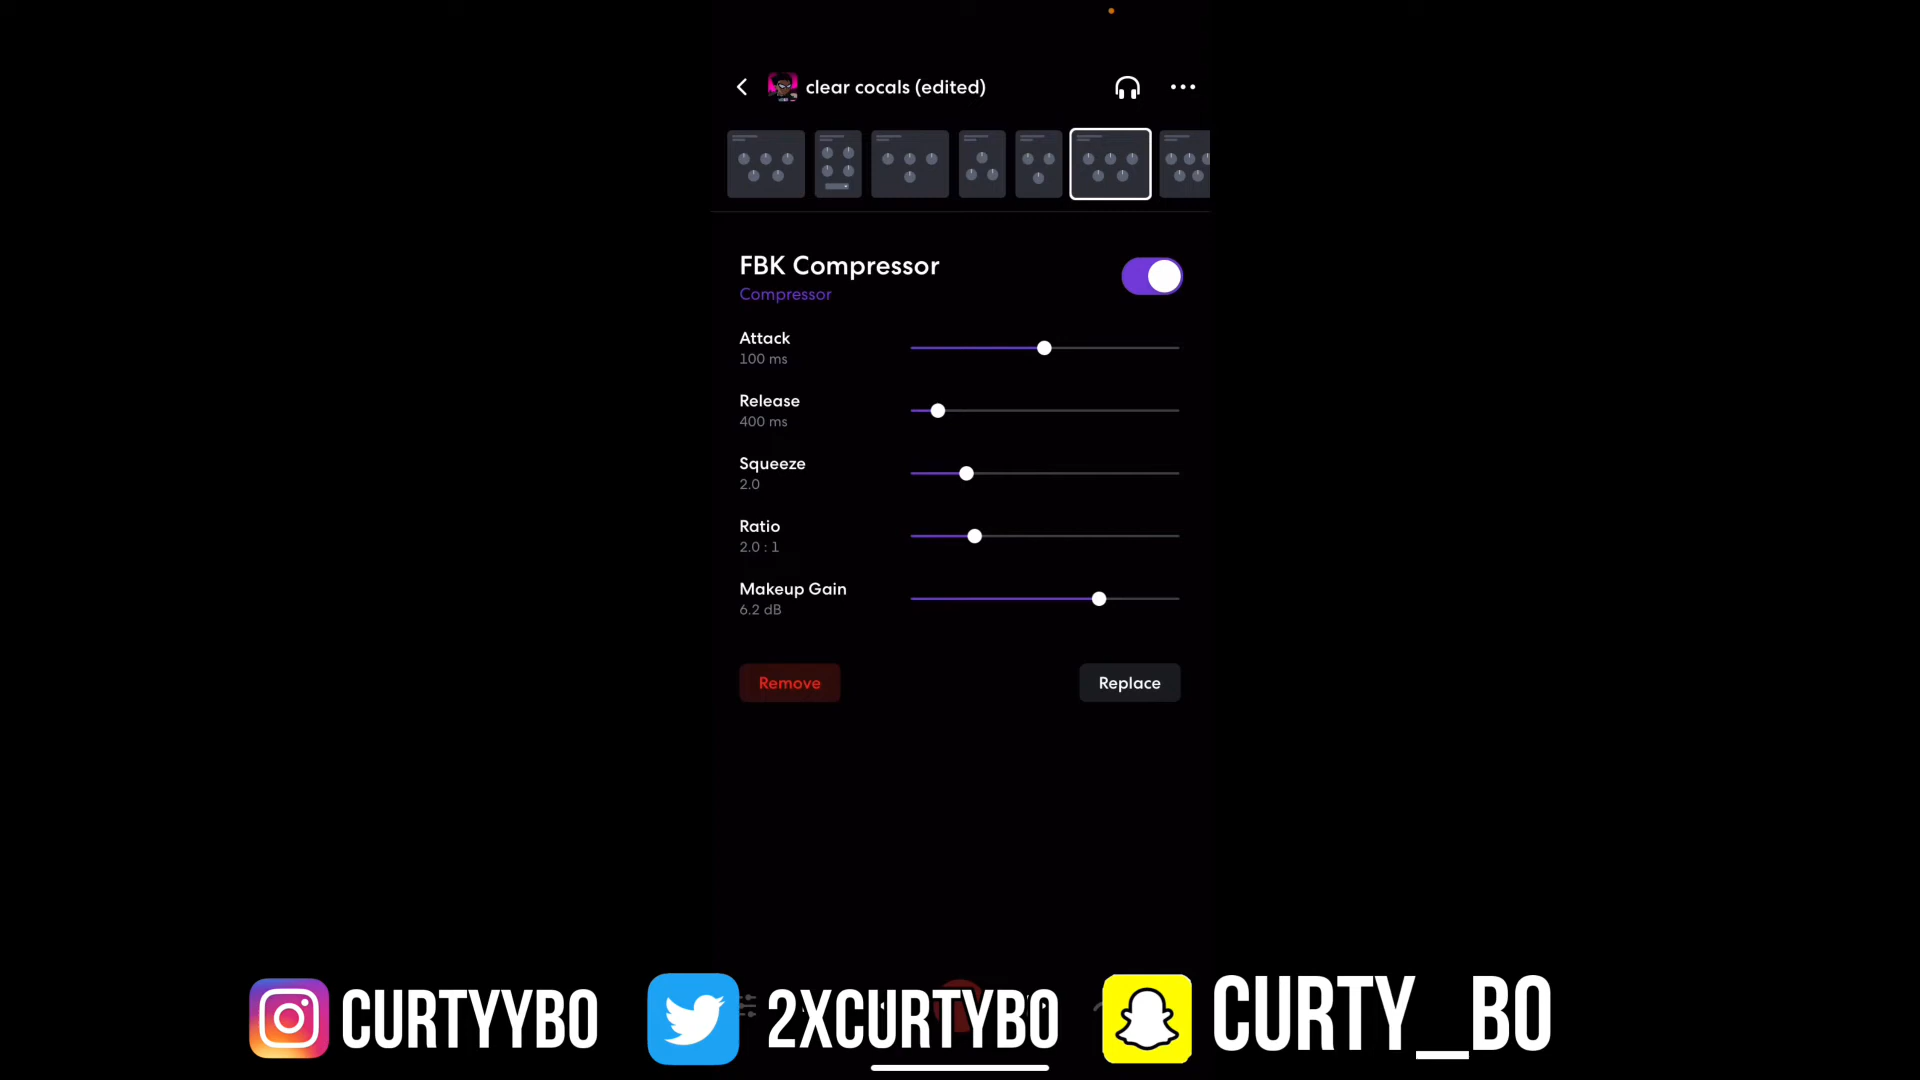 clear cocals (edited)
FBK Compressor
Compressor
Attack
100 ms
Release
400 ms
Squeeze
2.0
Ratio
2.0 : 1
Makeup Gain
6.2 dB
Remove
Replace
CURTYYBO
2XCURTYBO
CURTY__BO